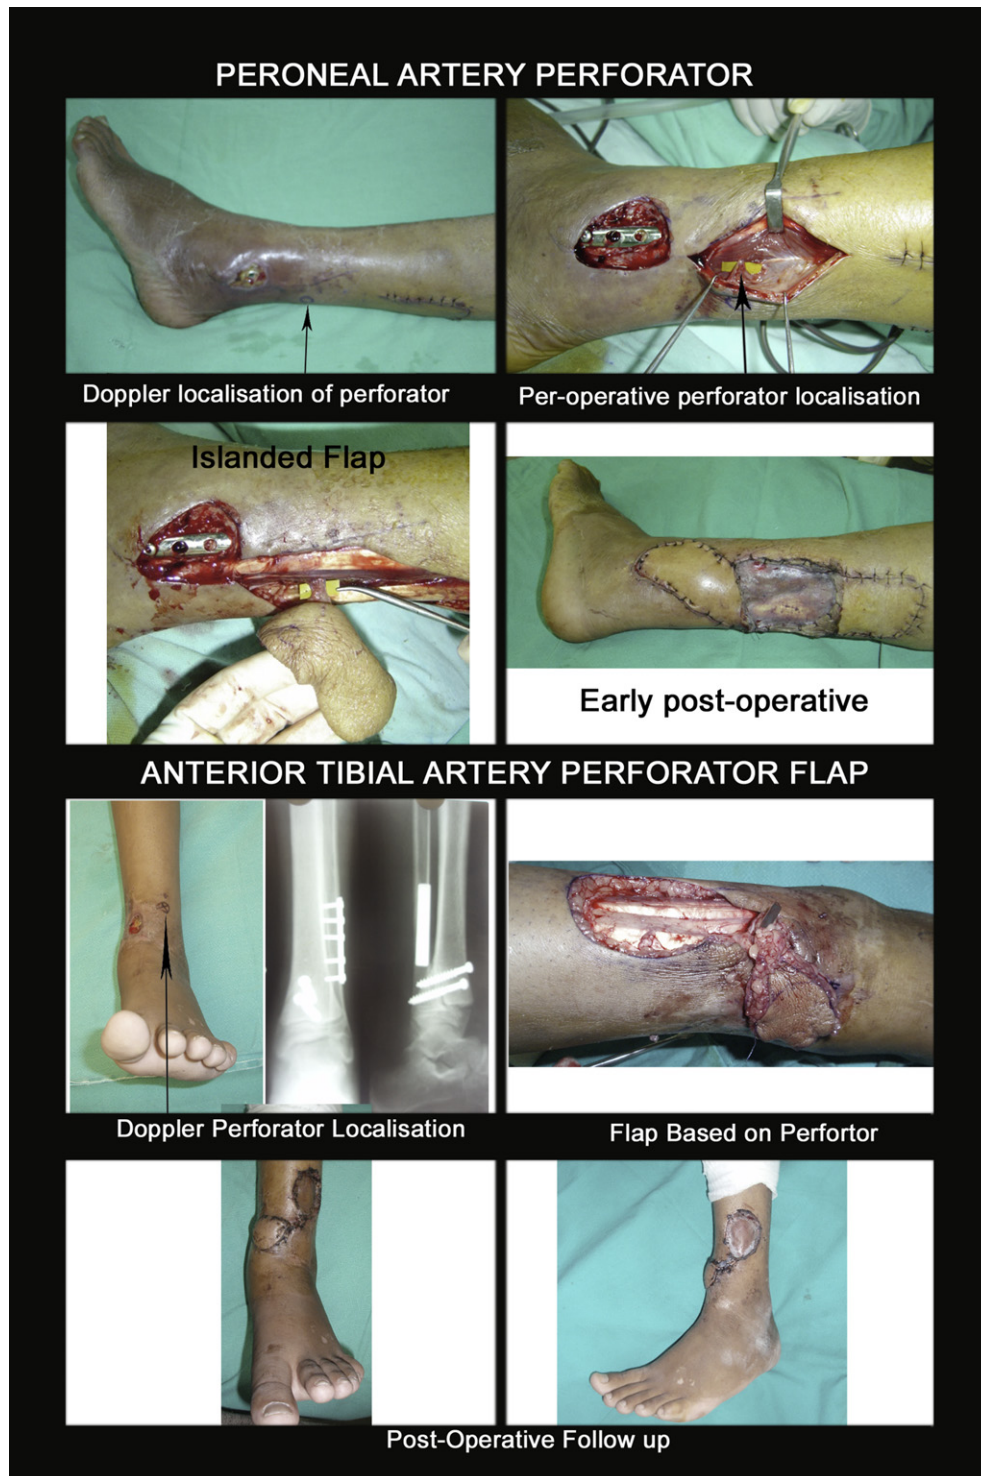 PERONEAL ARTERY PERFORATOR
Doppler localisation of perforator
Per-operative perforator localisation
Islanded Flap
Early post-operative
ANTERIOR TIBIAL ARTERY PERFORATOR FLAP
Doppler Perforator Localisation
Flap Based on Perfortor
Post-Operative Follow up